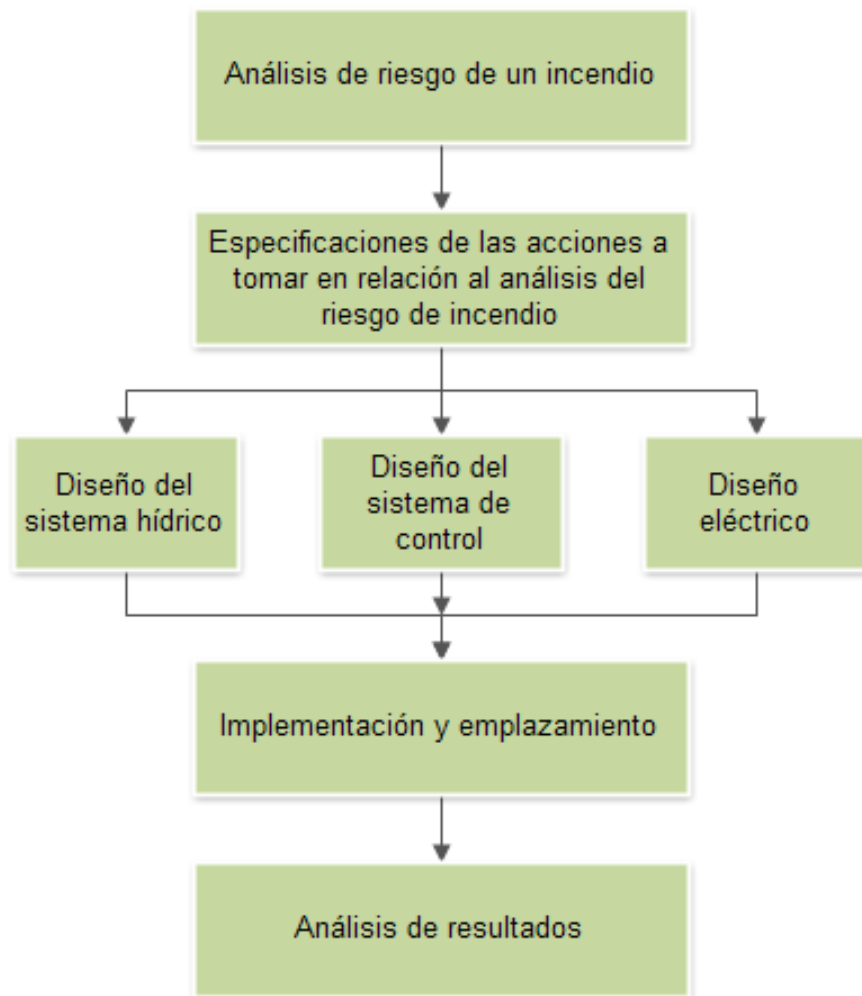 Análisis de riesgo de un incendio
Especificaciones de las acciones a
tomar en relación al análisis del
riesgo de incendio
Diseño del
sistema hídrico
Diseño del
sistema de
control
Diseño
eléctrico
Implementación y emplazamiento
Análisis de resultados